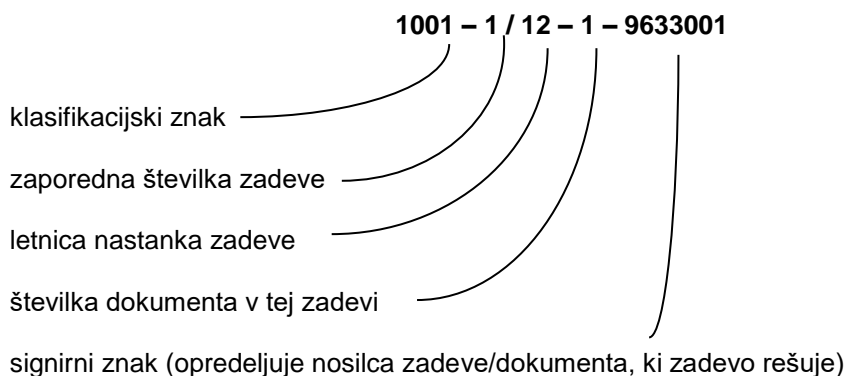 1001 – 1 / 12 – 1 – 9633001
klasifikacijski znak
zaporedna številka zadeve
letnica nastanka zadeve
številka dokumenta v tej zadevi
signirni znak (opredeljuje nosilca zadeve/dokumenta, ki zadevo rešuje)